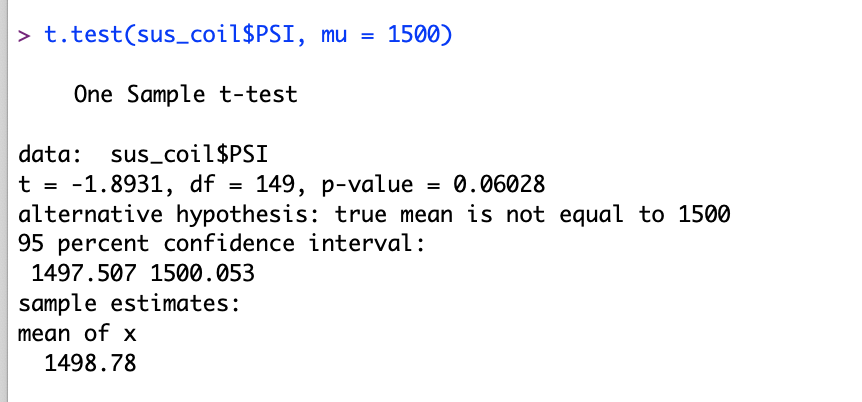 > t.test(sus_coil$PSI, mu = 1500)
One Sample t-test
data:  sus_coil$PSI
t = -1.8931, df = 149, p-value = 0.06028
alternative hypothesis: true mean is not equal to 1500
95 percent confidence interval:
1497.507 1500.053
sample estimates:
mean of x
1498.78